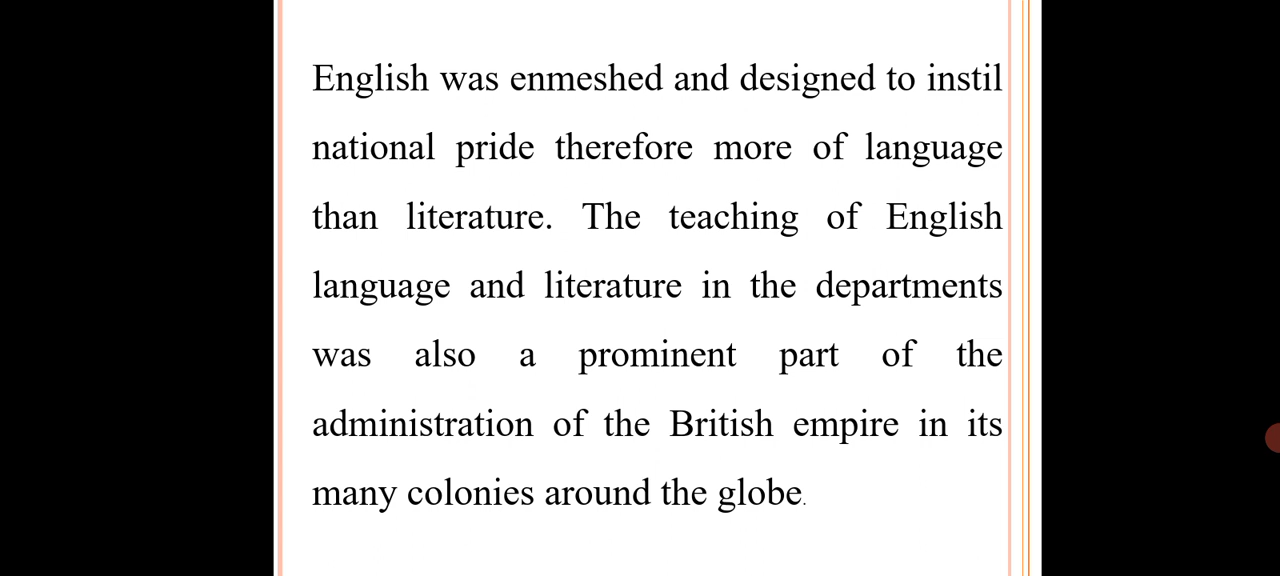 English was enmeshed and designed to instil
national pride therefore more of language
than literature. The teaching of English
language and literature in the departments
was also a prominent part of the
administration of the British empire in its
many colonies around the globe.